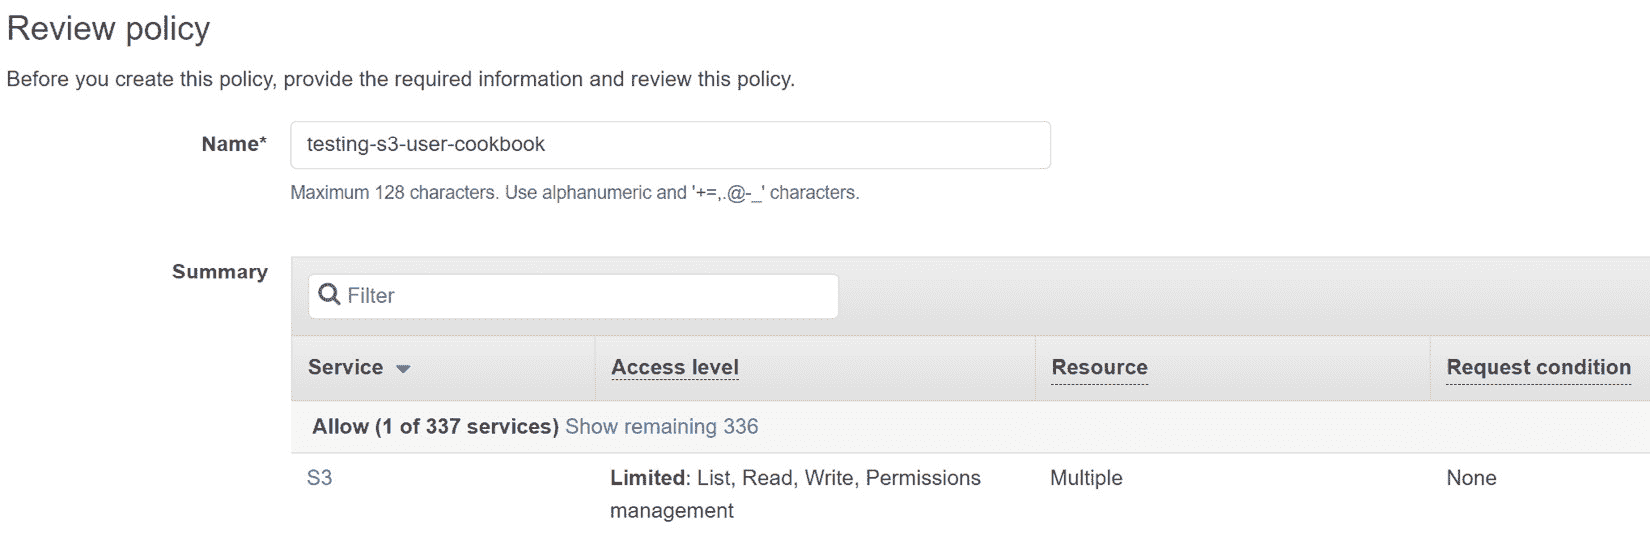 Review policy
Before you create this policy, provide the required information and review this policy.
Name*
testing-s3-user-cookbook
Maximum 128 characters. Use alphanumeric and '+=,.@-_' characters.
Summary
Filter
Service Access level Resource Request condition
Allow (1 of 337 services) Show remaining 336
S3 Limited: List, Read, Write, Permissions Multiple None
management